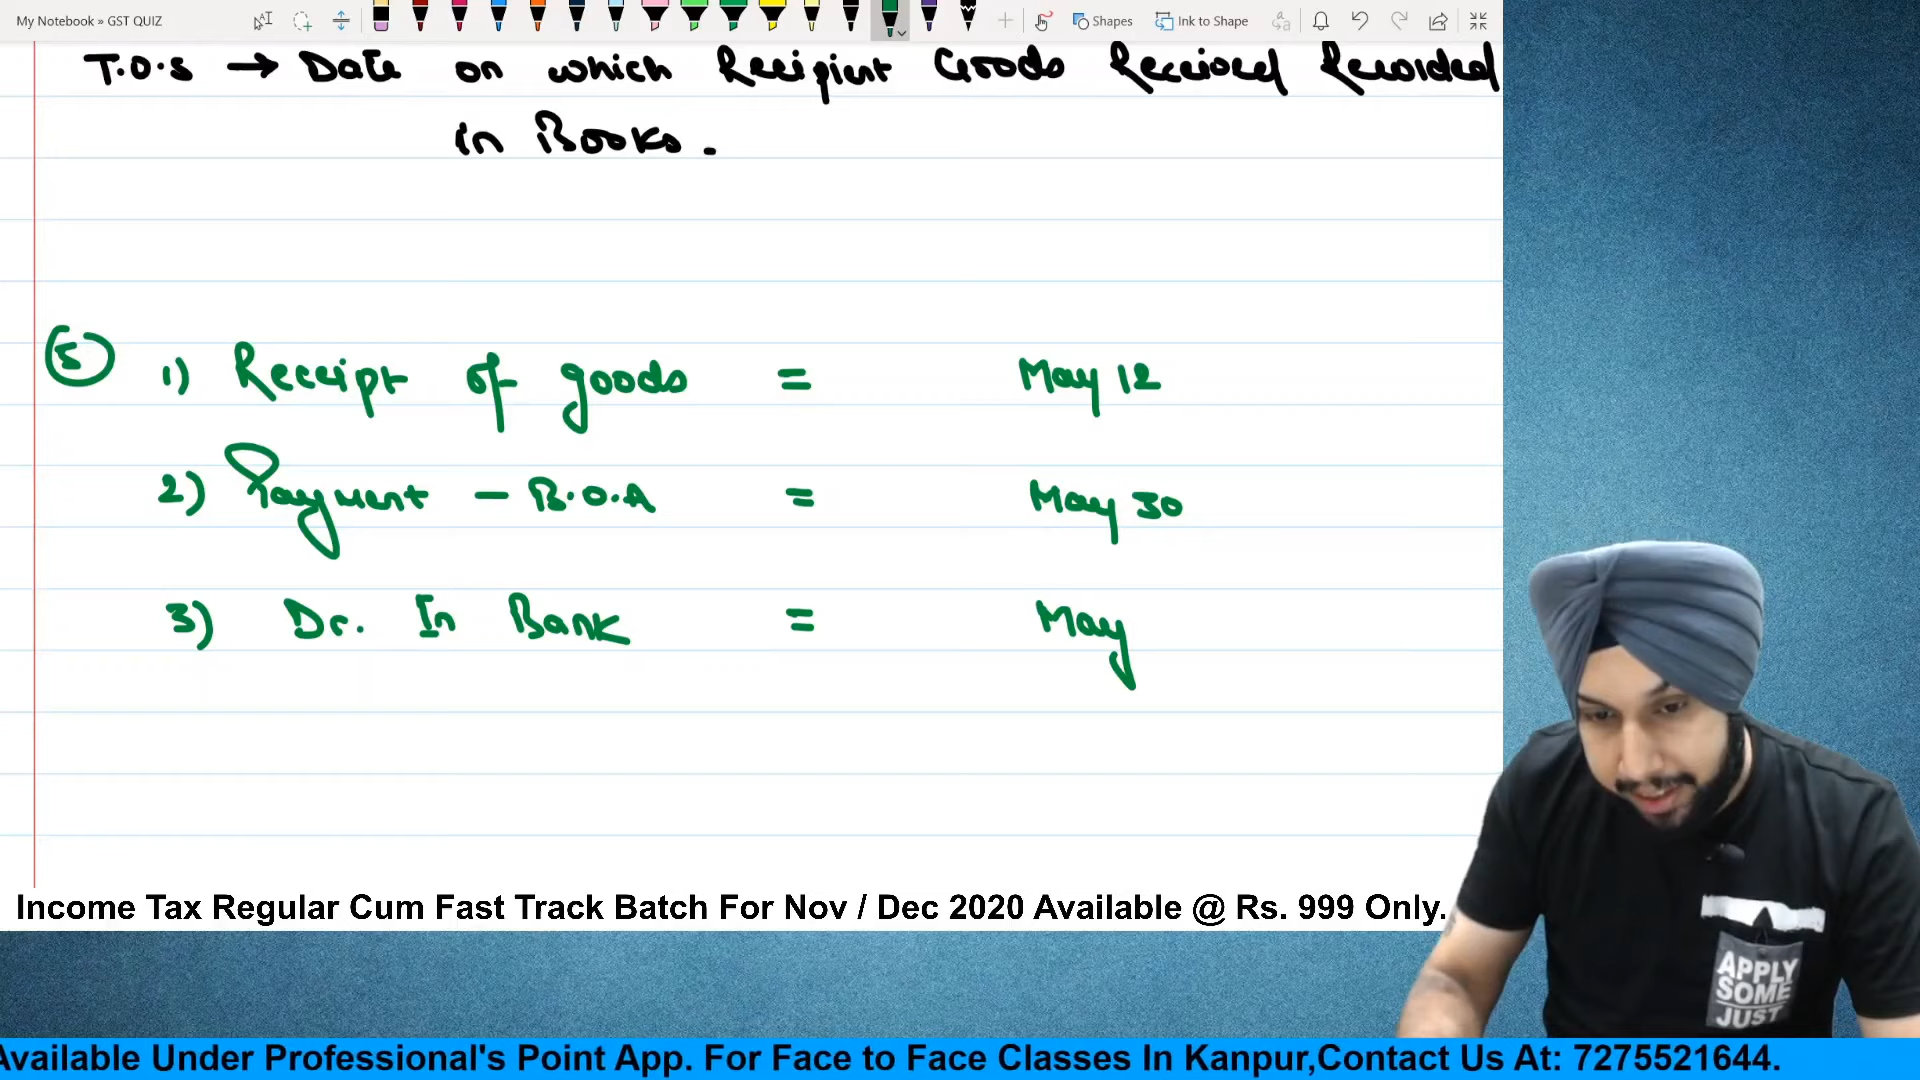 My Notebook » GST QUIZ
Shapes
Ink to Shape
T.O.S → Date on which Recipient Goods Received Recorded
in Books.
5
1) Receipt of goods = May 12
2) Payment - B.O.A = May 30
3) Dr. In Bank = May
APPLY
SOME
JUST
Income Tax Regular Cum Fast Track Batch For Nov / Dec 2020 Available @ Rs. 999 Only.
Available Under Professional's Point App. For Face to Face Classes In Kanpur,Contact Us At: 7275521644.